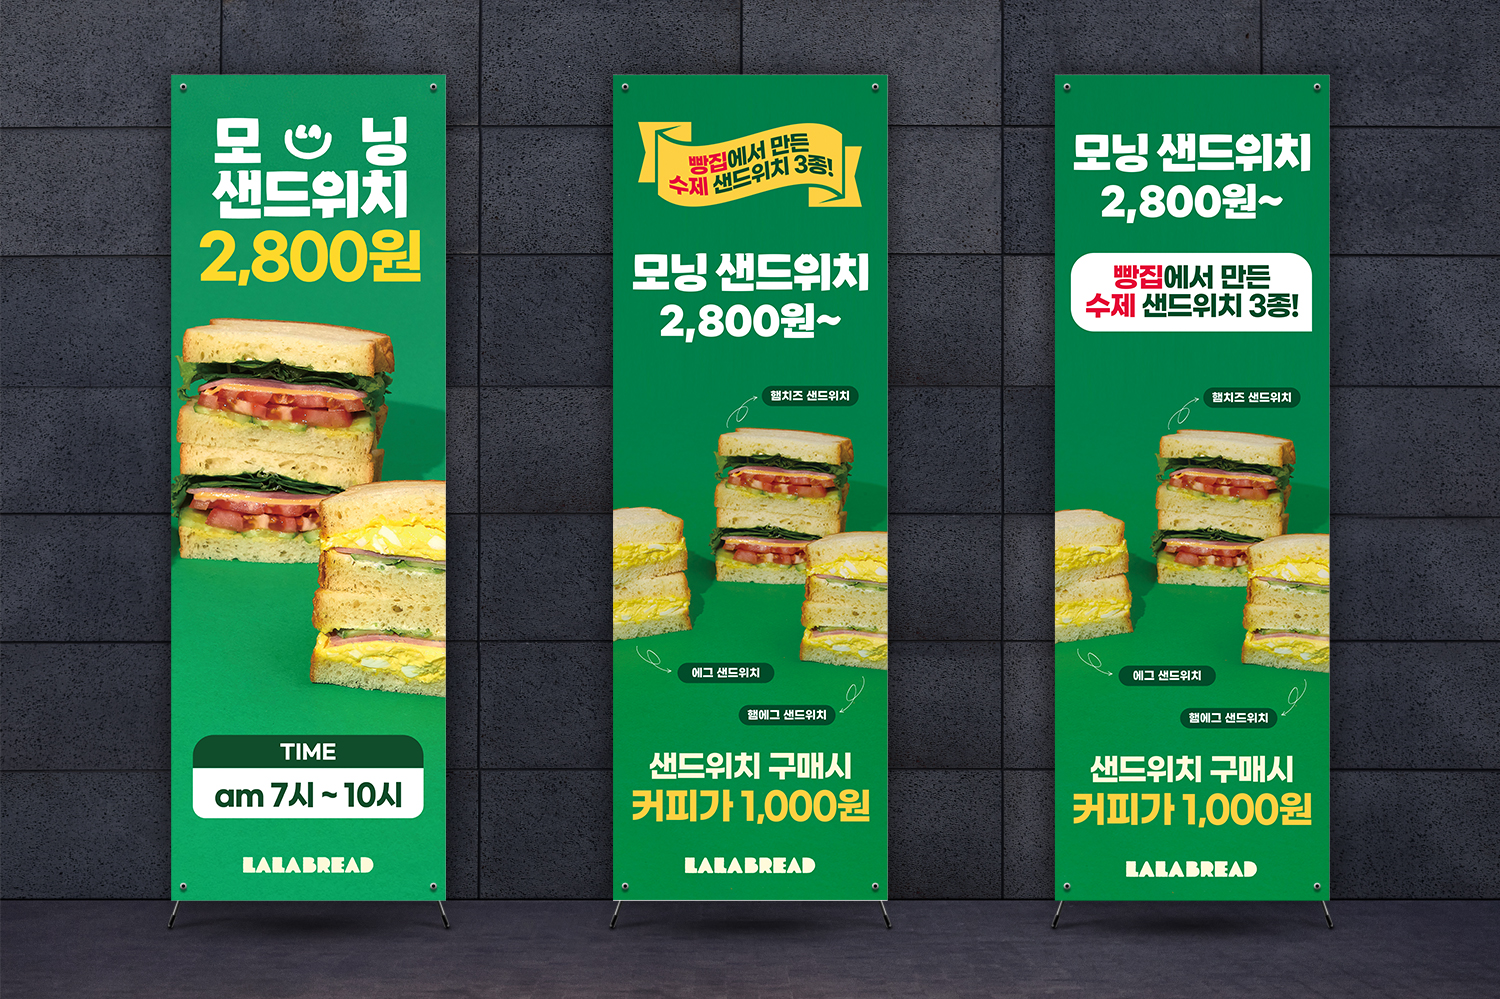 모 닝
샌드위치
2,800원
TIME
am 7시 ~ 10시
LALABREAD
빵집에서 만든
수제 샌드위치 3종!
모닝 샌드위치
2,800원~
햄치즈 샌드위치
에그 샌드위치
햄에그 샌드위치
샌드위치 구매시
커피가 1,000원
LALABREAD
모닝 샌드위치
2,800원~
빵집에서 만든
수제 샌드위치 3종!
햄치즈 샌드위치
에그 샌드위치
햄에그 샌드위치
샌드위치 구매시
커피가 1,000원
LALABREAD